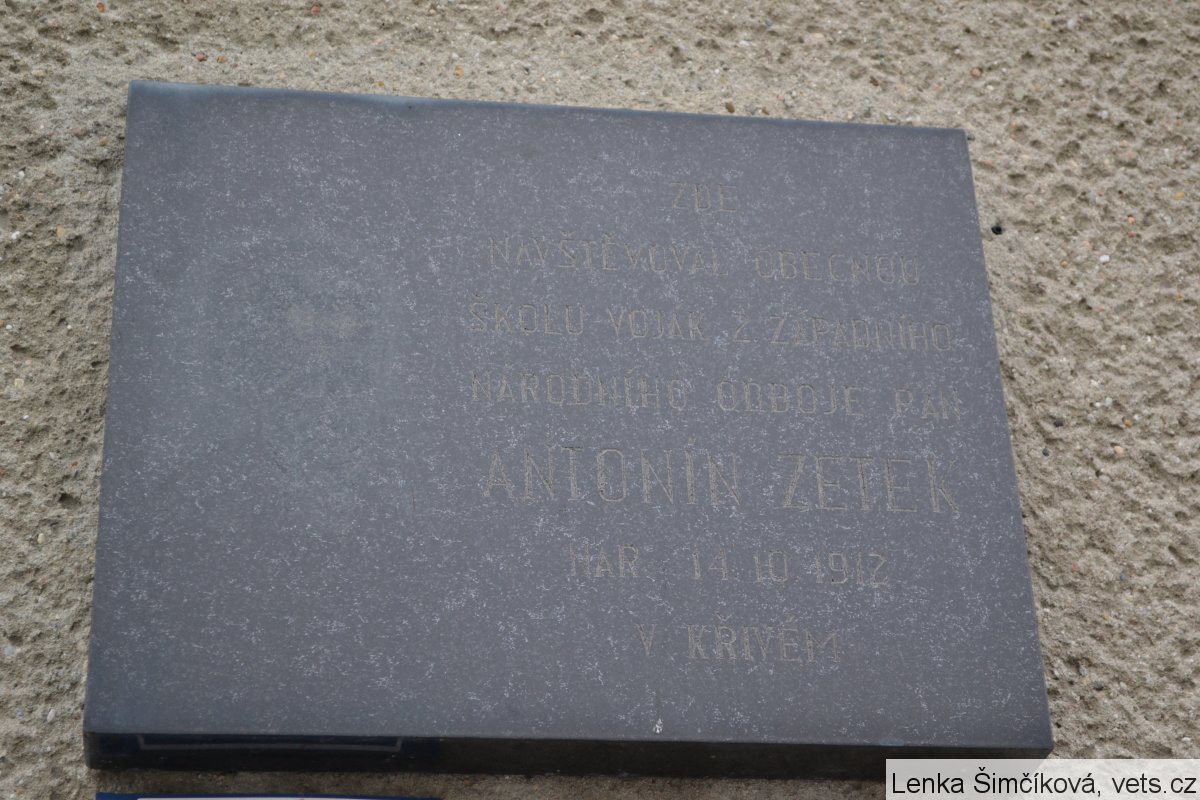 ZDE
NAVŠTĚVOVAL OBECNOU
ŠKOLU VOJÁK Z ZÁPADNÍHO
NÁRODNÍHO ODBOJE PAN
ANTONÍN ZETEK
NAR. 14.10.1912
V KŘIVÉM
Lenka Šimčíková, vets.cz